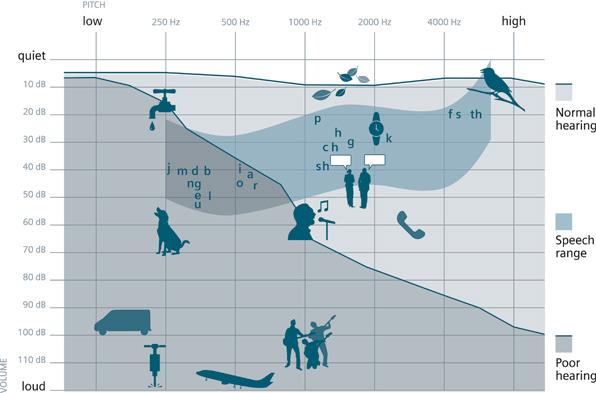 PITCH
low 250 Hz 500 Hz 1000 Hz 2000 Hz 4000 Hz high
quiet
10 dB
20 dB
30 dB
40 dB
50 dB
60 dB
70 dB
80 dB
90 dB
100 dB
110 dB
loud
VOLUME
p
h
ch g
k
sh
f s th
j m d b
ng
e l
u
i
o a
r
Normal
hearing
Speech
range
Poor
hearing